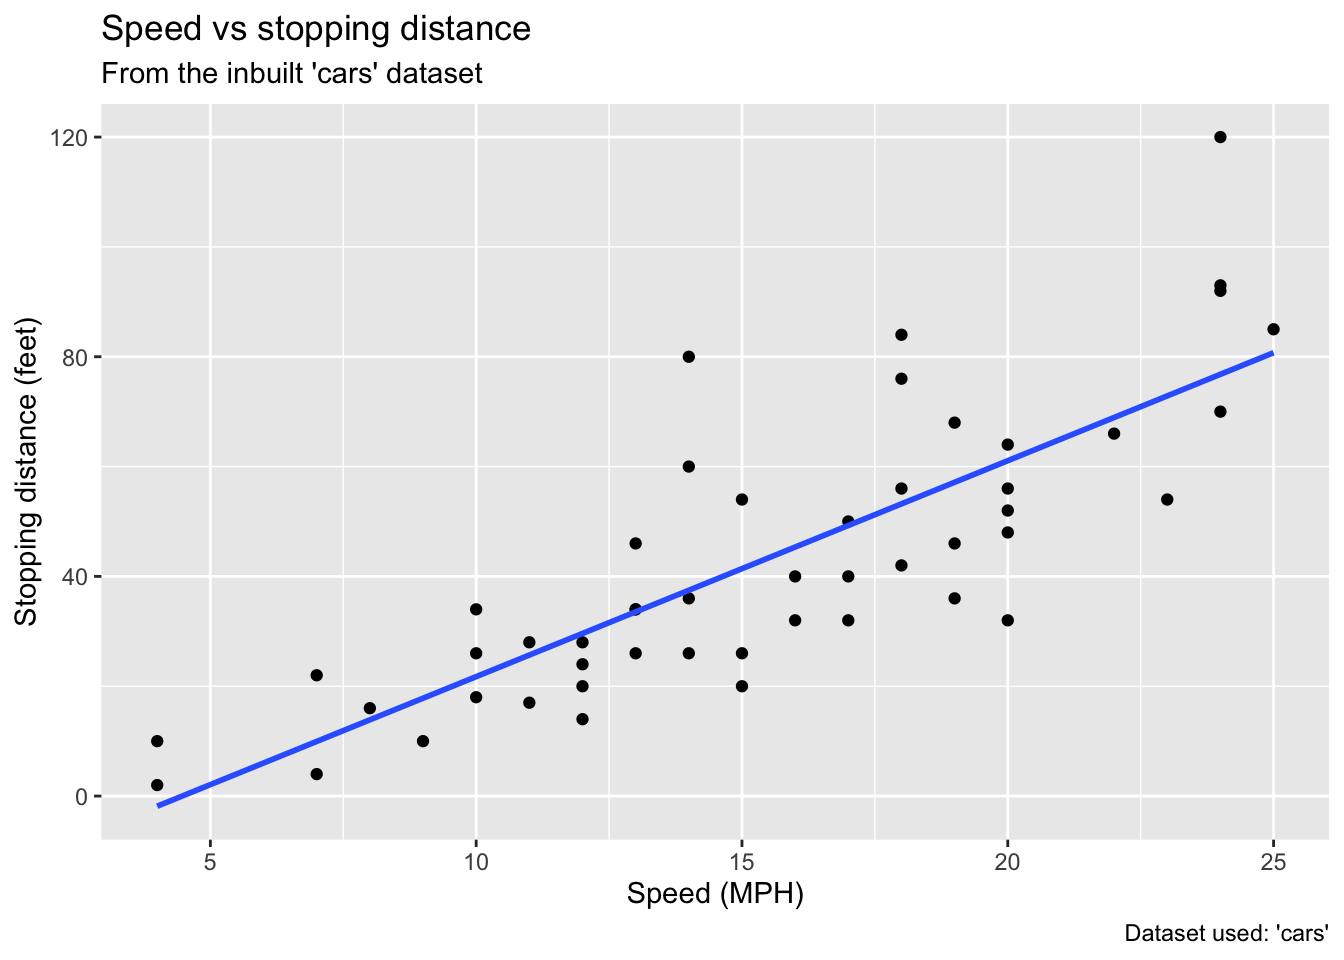 Speed vs stopping distance
From the inbuilt 'cars' dataset
Stopping distance (feet)
120
80
40
0
5 10 15 20 25
Speed (MPH)
Dataset used: 'cars'